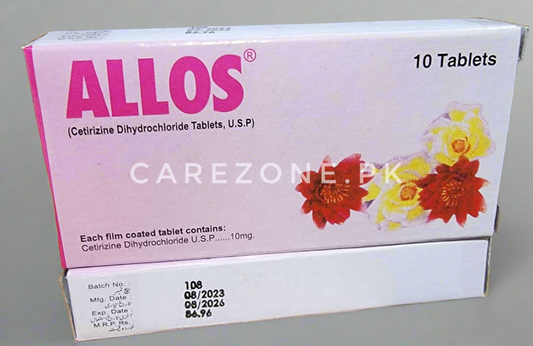 ALLOS®
10 Tablets
(Cetirizine Dihydrochloride Tablets, U.S.P)
CAREZONE.PK
Each film coated tablet contains:
Cetirizine Dihydrochloride U.S.P......10mg.
Batch No. 108
Mfg. Date: 08/2023
Exp. Date: 08/2026
M.R.P. Rs. 86.96